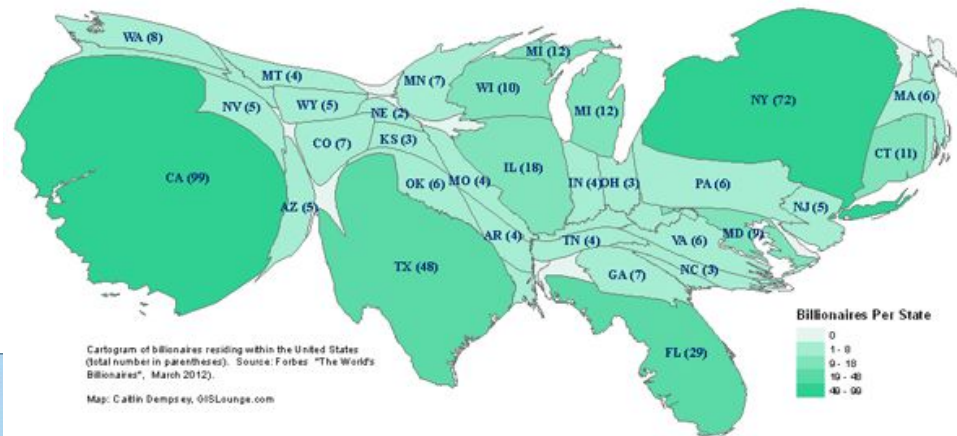 WA (8)
MT (4)
MN (7)
MI (12)
WI (10)
NV (5)
WY (5)
NE (2)
MI (12)
NY (72)
MA (6)
CO (7)
KS (3)
CT (11)
CA (99)
OK (6)
MO (4)
IL (18)
IN (4)
OH (3)
PA (6)
AZ (5)
NJ (5)
AR (4)
TN (4)
VA (6)
MD (9)
TX (48)
GA (7)
NC (3)
FL (29)
Billionaires Per State
0
1 - 8
9 - 18
19 - 48
49 - 99
Cartogram of billionaires residing within the United States
(total number in parentheses). Source: Forbes "The World's
Billionaires", March 2012).
Map: Caitlin Dempsey, GISLounge.com